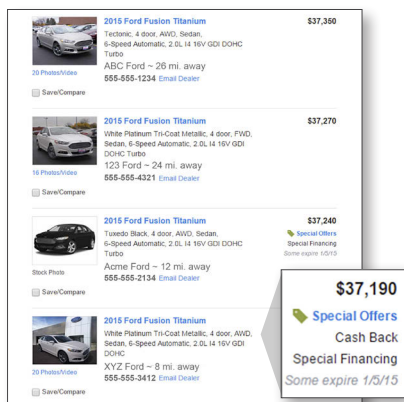 2015 Ford Fusion Titanium
$37,350
Tectonic, 4 door, AWD, Sedan,
6-Speed Automatic, 2.0L I4 16V GDI DOHC
Turbo
ABC Ford ~ 26 mi. away
555-555-1234 Email Dealer
20 Photos/Video
Save/Compare
2015 Ford Fusion Titanium
$37,270
White Platinum Tri-Coat Metallic, 4 door, FWD,
Sedan, 6-Speed Automatic, 2.0L I4 16V GDI
DOHC Turbo
123 Ford ~ 24 mi. away
555-555-4321 Email Dealer
16 Photos/Video
Save/Compare
2015 Ford Fusion Titanium
$37,240
Tuxedo Black, 4 door, AWD, Sedan,
6-Speed Automatic, 2.0L I4 16V GDI DOHC
Turbo
Special Offers
Special Financing
Some expire 1/5/15
Acme Ford ~ 12 mi. away
555-555-2134 Email Dealer
Stock Photo
Save/Compare
2015 Ford Fusion Titanium
White Platinum Tri-Coat Metallic, 4 door, AWD,
Sedan, 6-Speed Automatic, 2.0L I4 16V GDI
DOHC
XYZ Ford ~ 8 mi. away
555-555-3412 Email Dealer
20 Photos/Video
Save/Compare
$37,190
Special Offers
Cash Back
Special Financing
Some expire 1/5/15